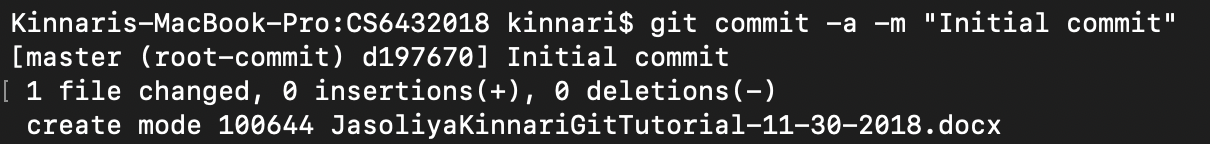 Kinnaris-MacBook-Pro:CS6432018 kinnari$ git commit -a -m "Initial commit"
[master (root-commit) d197670] Initial commit
[ 1 file changed, 0 insertions(+), 0 deletions(-)
create mode 100644 JasoliyaKinnariGitTutorial-11-30-2018.docx